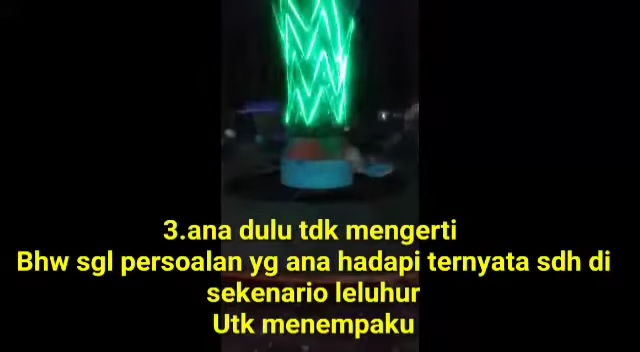 3.ana dulu tdk mengerti
Bhw sgl persoalan yg ana hadapi ternyata sdh di
sekenario leluhur
Utk menempaku